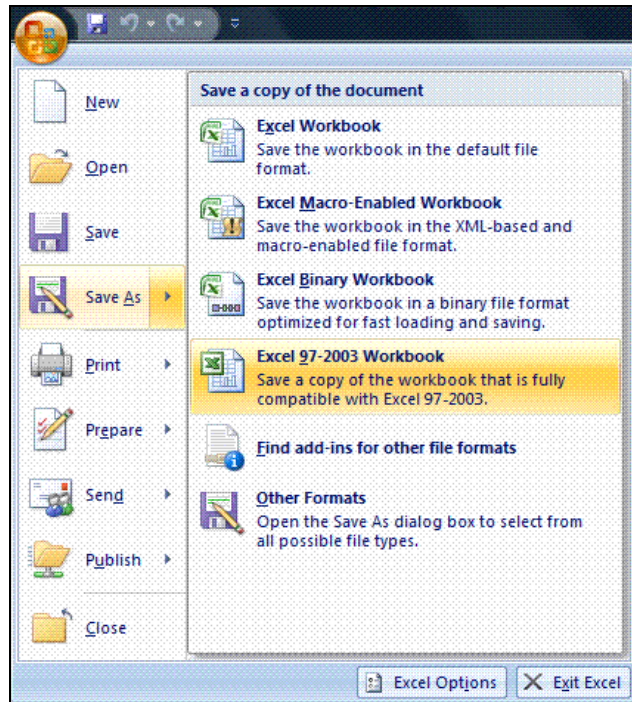 New
Open
Save
Save As
Print
Prepare
Send
Publish
Close
Save a copy of the document
Excel Workbook
Save the workbook in the default file
format.
Excel Macro-Enabled Workbook
Save the workbook in the XML-based and
macro-enabled file format.
Excel Binary Workbook
Save the workbook in a binary file format
optimized for fast loading and saving.
Excel 97-2003 Workbook
Save a copy of the workbook that is fully
compatible with Excel 97-2003.
Find add-ins for other file formats
Other Formats
Open the Save As dialog box to select from
all possible file types.
Excel Options
Exit Excel